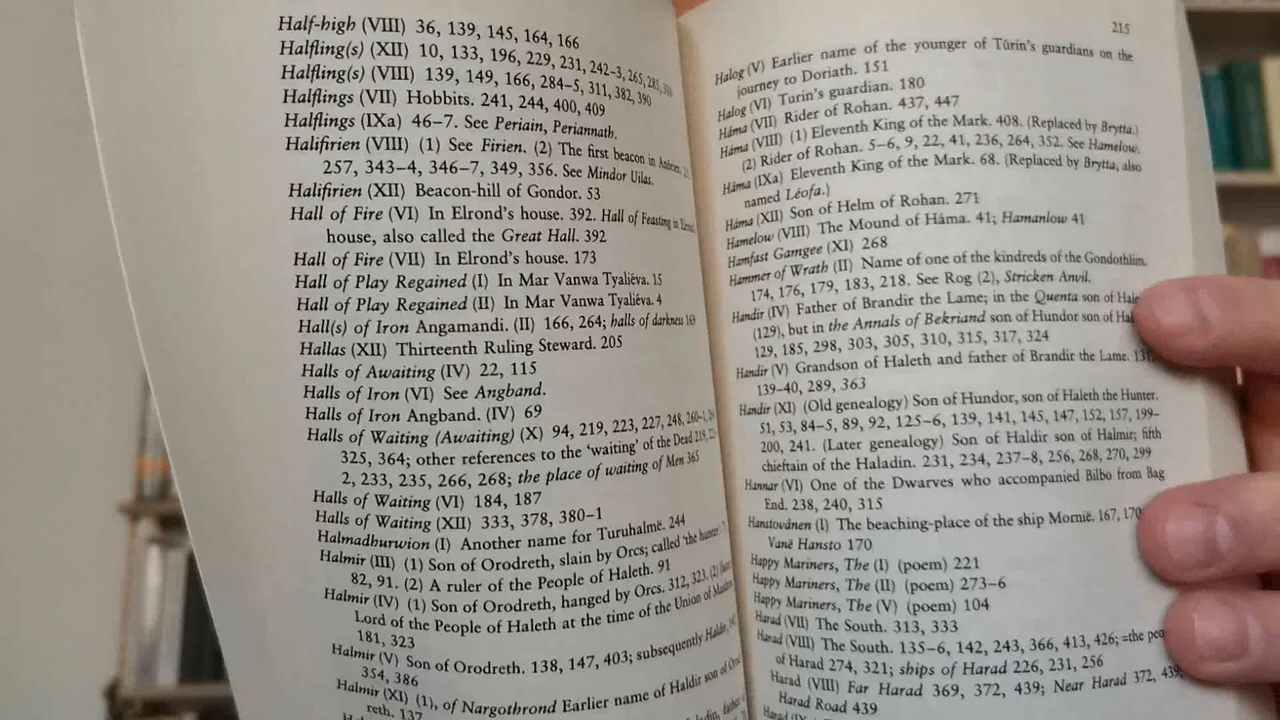 Half-high (VIII) 36, 139, 145, 164, 166
Halfling(s) (XII) 10, 133, 196, 229, 231, 242–3, 265,
Halfling(s) (VIII) 139, 149, 166, 284–5, 311, 382, 390
Halflings (VII) Hobbits. 241, 244, 400, 409
Halflings (IXa) 46–7. See Periain, Periannath.
Halifirien (VIII) (1) See Firien. (2) The first beacon in
257, 343–4, 346–7, 349, 356. See Mindor Uilas.
Halifirien (XII) Beacon-hill of Gondor. 53
Hall of Fire (VI) In Elrond's house. 392. Hall of Feasting in
house, also called the Great Hall. 392
Hall of Fire (VII) In Elrond's house. 173
Hall of Play Regained (I) In Mar Vanwa Tyaliéva. 15
Hall of Play Regained (II) In Mar Vanwa Tyaliéva. 4
Hall(s) of Iron Angamandi. (II) 166, 264; halls of darkness 169
Hallas (XII) Thirteenth Ruling Steward. 205
Halls of Awaiting (IV) 22, 115
Halls of Iron (VI) See Angband.
Halls of Iron Angband. (IV) 69
Halls of Waiting (Awaiting) (X) 94, 219, 223, 227, 248, 260–1,
325, 364; other references to the 'waiting' of the Dead 219,
2, 233, 235, 266, 268; the place of waiting of Men 365
Halls of Waiting (VI) 184, 187
Halls of Waiting (XII) 333, 378, 380–1
Halmadhurwion (I) Another name for Turuhalmë. 244
Halmir (III) (1) Son of Orodreth, slain by Orcs; called 'the hunter'
82, 91. (2) A ruler of the People of Haleth. 91
Halmir (IV) (1) Son of Orodreth, hanged by Orcs. 312, 323. (2)
Lord of the People of Haleth at the time of the Union of
181, 323
Halmir (V) Son of Orodreth. 138, 147, 403; subsequently Haldir,
354, 386
Halmir (XI) (1), of Nargothrond Earlier name of Haldir son of
reth. 137
215
Halog (V) Earlier name of the younger of Tûrin's guardians on the
journey to Doriath. 151
Halog (VI) Turin's guardian. 180
Háma (VII) Rider of Rohan. 437, 447
Háma (VIII) (1) Eleventh King of the Mark. 408. (Replaced by Brytta.)
(2) Rider of Rohan. 5–6, 9, 22, 41, 236, 264, 352. See Hamelow.
Háma (IXa) Eleventh King of the Mark. 68. (Replaced by Brytta, also
named Léofa.)
Háma (XII) Son of Helm of Rohan. 271
Hamelow (VIII) The Mound of Háma. 41; Hamanlow 41
Hamfast Gamgee (XI) 268
Hammer of Wrath (II) Name of one of the kindreds of the Gondothlim.
174, 176, 179, 183, 218. See Rog (2), Stricken Anvil.
Handir (IV) Father of Brandir the Lame; in the Quenta son of
(129), but in the Annals of Bekriand son of Hundor son of
129, 185, 298, 303, 305, 310, 315, 317, 324
Handir (V) Grandson of Haleth and father of Brandir the Lame.
139–40, 289, 363
Handir (XI) (Old genealogy) Son of Hundor, son of Haleth the Hunter.
51, 53, 84–5, 89, 92, 125–6, 139, 141, 145, 147, 152, 157, 199–
200, 241. (Later genealogy) Son of Haldir son of Halmir; fifth
chieftain of the Haladin. 231, 234, 237–8, 256, 268, 270, 299
Hannar (VI) One of the Dwarves who accompanied Bilbo from Bag
End. 238, 240, 315
Hanstovánen (I) The beaching-place of the ship Mornië. 167, 170
Vanë Hansto 170
Happy Mariners, The (I) (poem) 221
Happy Mariners, The (II) (poem) 273–6
Happy Mariners, The (V) (poem) 104
Harad (VII) The South. 313, 333
Harad (VIII) The South. 135–6, 142, 243, 366, 413, 426; =the
of Harad 274, 321; ships of Harad 226, 231, 256
Harad (VIII) Far Harad 369, 372, 439; Near Harad 372, 439;
Harad Road 439